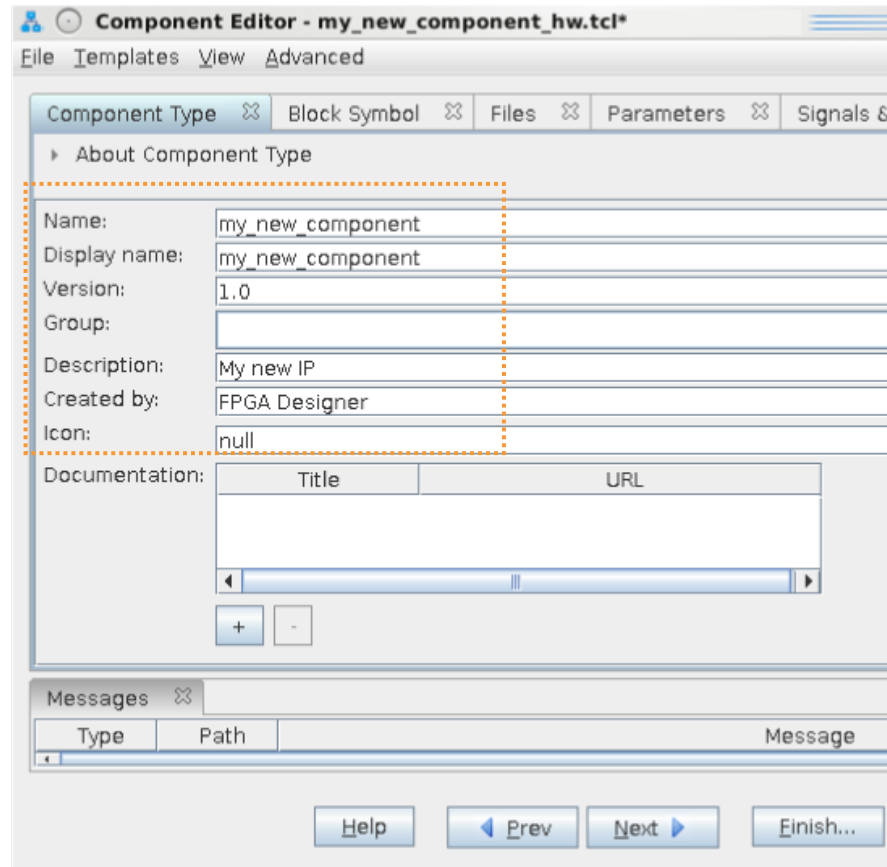 Component Editor - my_new_component_hw.tcl*
File Templates View Advanced
Component Type Block Symbol Files Parameters Signals &
About Component Type
Name: my_new_component
Display name: my_new_component
Version: 1.0
Group:
Description: My new IP
Created by: FPGA Designer
Icon: null
Documentation: Title URL
+ -
Messages
Type Path Message
Help Prev Next Finish...